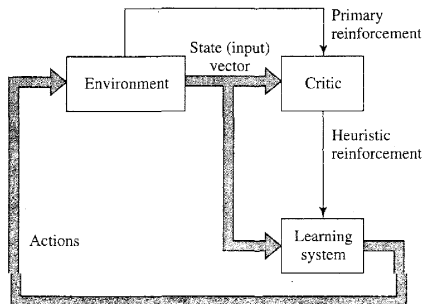 Primary
reinforcement
State (input)
vector
Environment
Critic
Heuristic
reinforcement
Learning
system
Actions